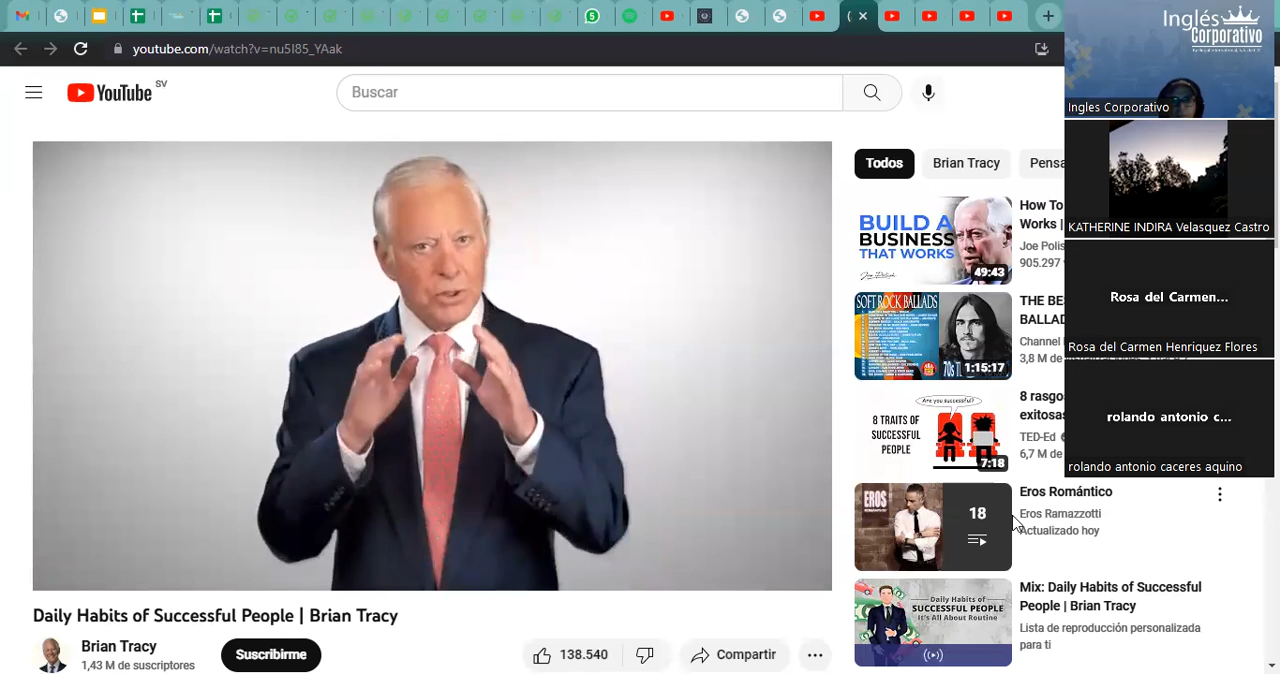 5
(
youtube.com/watch?v=nu5I85_YAak
YouTube SV
Buscar
Todos
Brian Tracy
Pensa
BUILD A
BUSINESS
THAT WORKS
49:43
How To
Works |
Joe Polis
905.297
SOFT ROCK BALLADS
70s
1:15:17
THE BES
BALLAD
Channel
3,8 M de
Are you successful?
8 TRAITS OF
SUCCESSFUL
PEOPLE
7:18
8 rasgo
exitosas
TED-Ed
6,7 M de
EROS
18
Eros Romántico
Eros Ramazzotti
Actualizado hoy
Daily Habits of
SUCCESSFUL PEOPLE
It's All About Routine
Mix: Daily Habits of Successful
People | Brian Tracy
Lista de reproducción personalizada
para ti
Daily Habits of Successful People | Brian Tracy
Brian Tracy
1,43 M de suscriptores
Suscribirme
138.540
Compartir
Inglés
Corporativo
Ingles Corporativo
KATHERINE INDIRA Velasquez Castro
Rosa del Carmen...
Rosa del Carmen Henriquez Flores
rolando antonio c...
rolando antonio caceres aquino